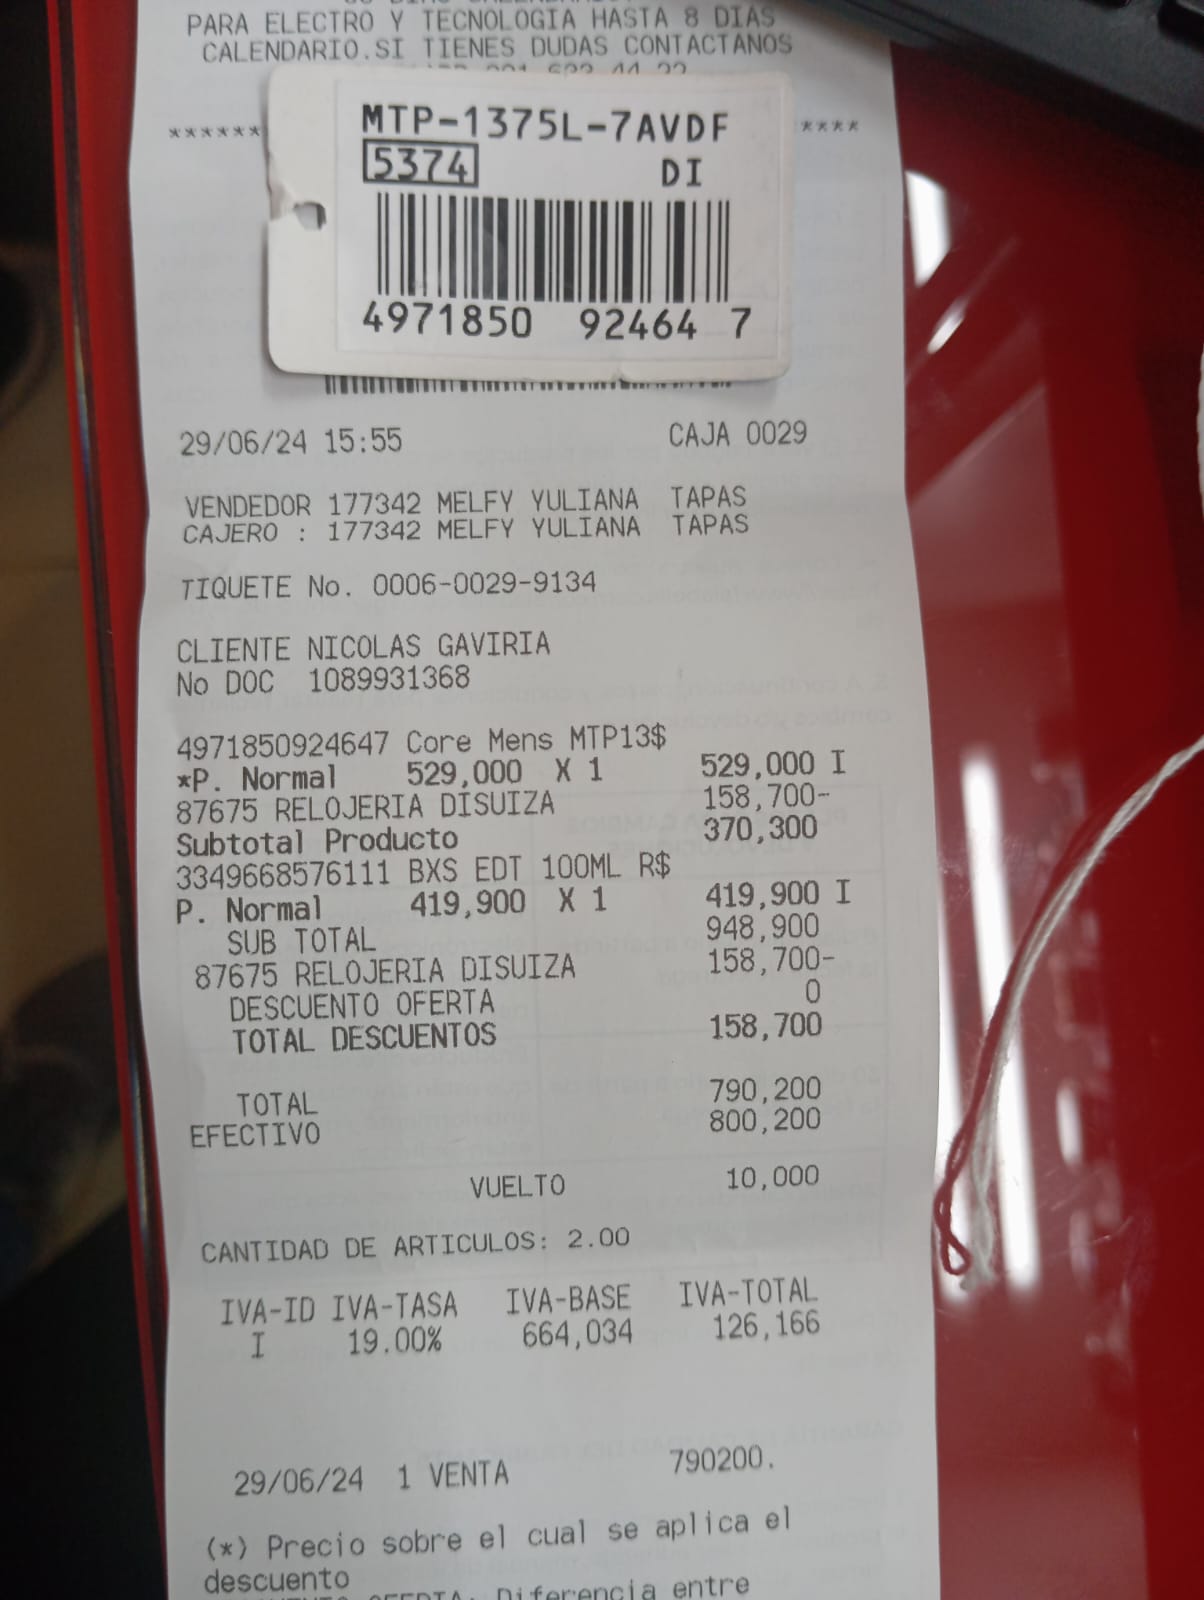 PARA ELECTRO Y TECNOLOGIA HASTA 8 DIAS
CALENDARIO.SI TIENES DUDAS CONTACTANOS
MTP-1375L-7AVDF
5374 DI
4971850 92464 7
****** ****
29/06/24 15:55 CAJA 0029
VENDEDOR 177342 MELFY YULIANA TAPAS
CAJERO : 177342 MELFY YULIANA TAPAS
TIQUETE No. 0006-0029-9134
CLIENTE NICOLAS GAVIRIA
No DOC 1089931368
4971850924647 Core Mens MTP13$
*P. Normal 529,000 X 1 529,000 I
87675 RELOJERIA DISUIZA 158,700-
Subtotal Producto 370,300
3349668576111 BXS EDT 100ML R$
P. Normal 419,900 X 1 419,900 I
SUB TOTAL 948,900
87675 RELOJERIA DISUIZA 158,700-
DESCUENTO OFERTA 0
TOTAL DESCUENTOS 158,700
TOTAL 790,200
EFECTIVO 800,200
VUELTO 10,000
CANTIDAD DE ARTICULOS: 2.00
IVA-ID IVA-TASA IVA-BASE IVA-TOTAL
I 19.00% 664,034 126,166
29/06/24 1 VENTA 790200.
(*) Precio sobre el cual se aplica el
descuento
OFERTA: Diferencia entre